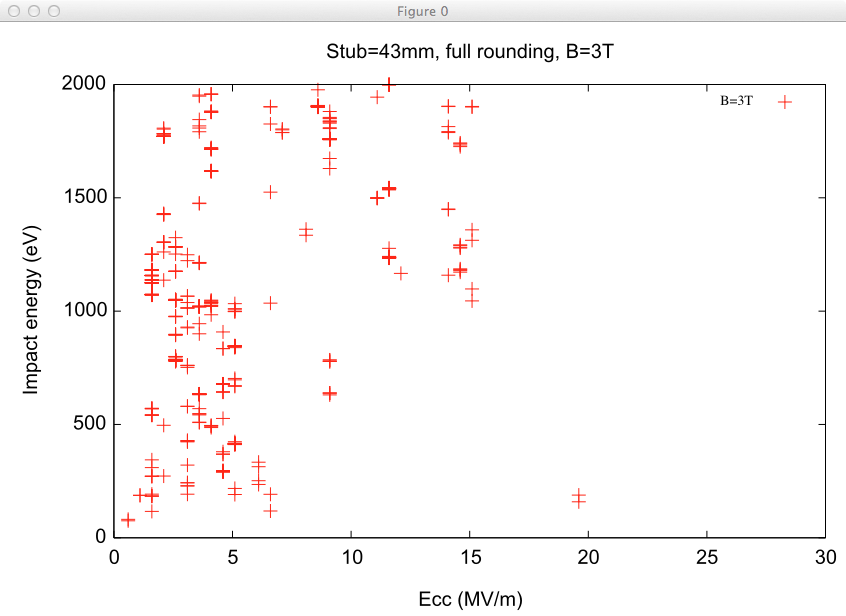 Figure 0
Stub=43mm, full rounding, B=3T
B=3T
2000
1500
1000
500
0
Impact energy (eV)
0 5 10 15 20 25 30
Ecc (MV/m)